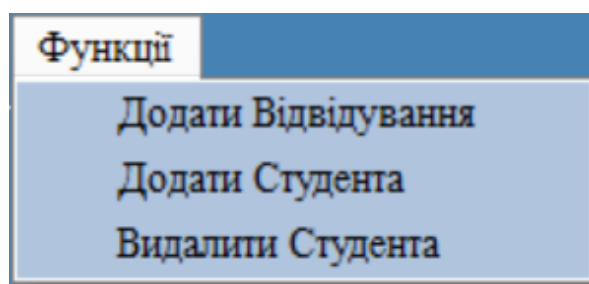 Функції
Додати Відвідування
Додати Студента
Видалити Студента